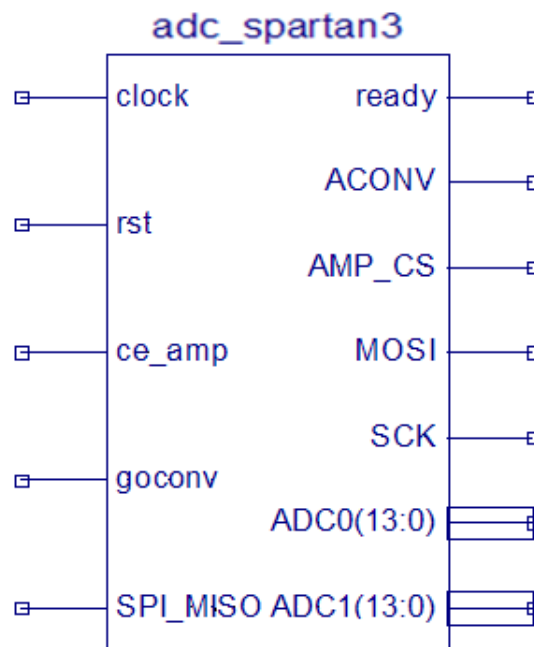 adc_spartan3
clock ready
ACONV
rst
AMP_CS
ce_amp MOSI
SCK
goconv
ADC0(13:0)
SPI_MISO ADC1(13:0)